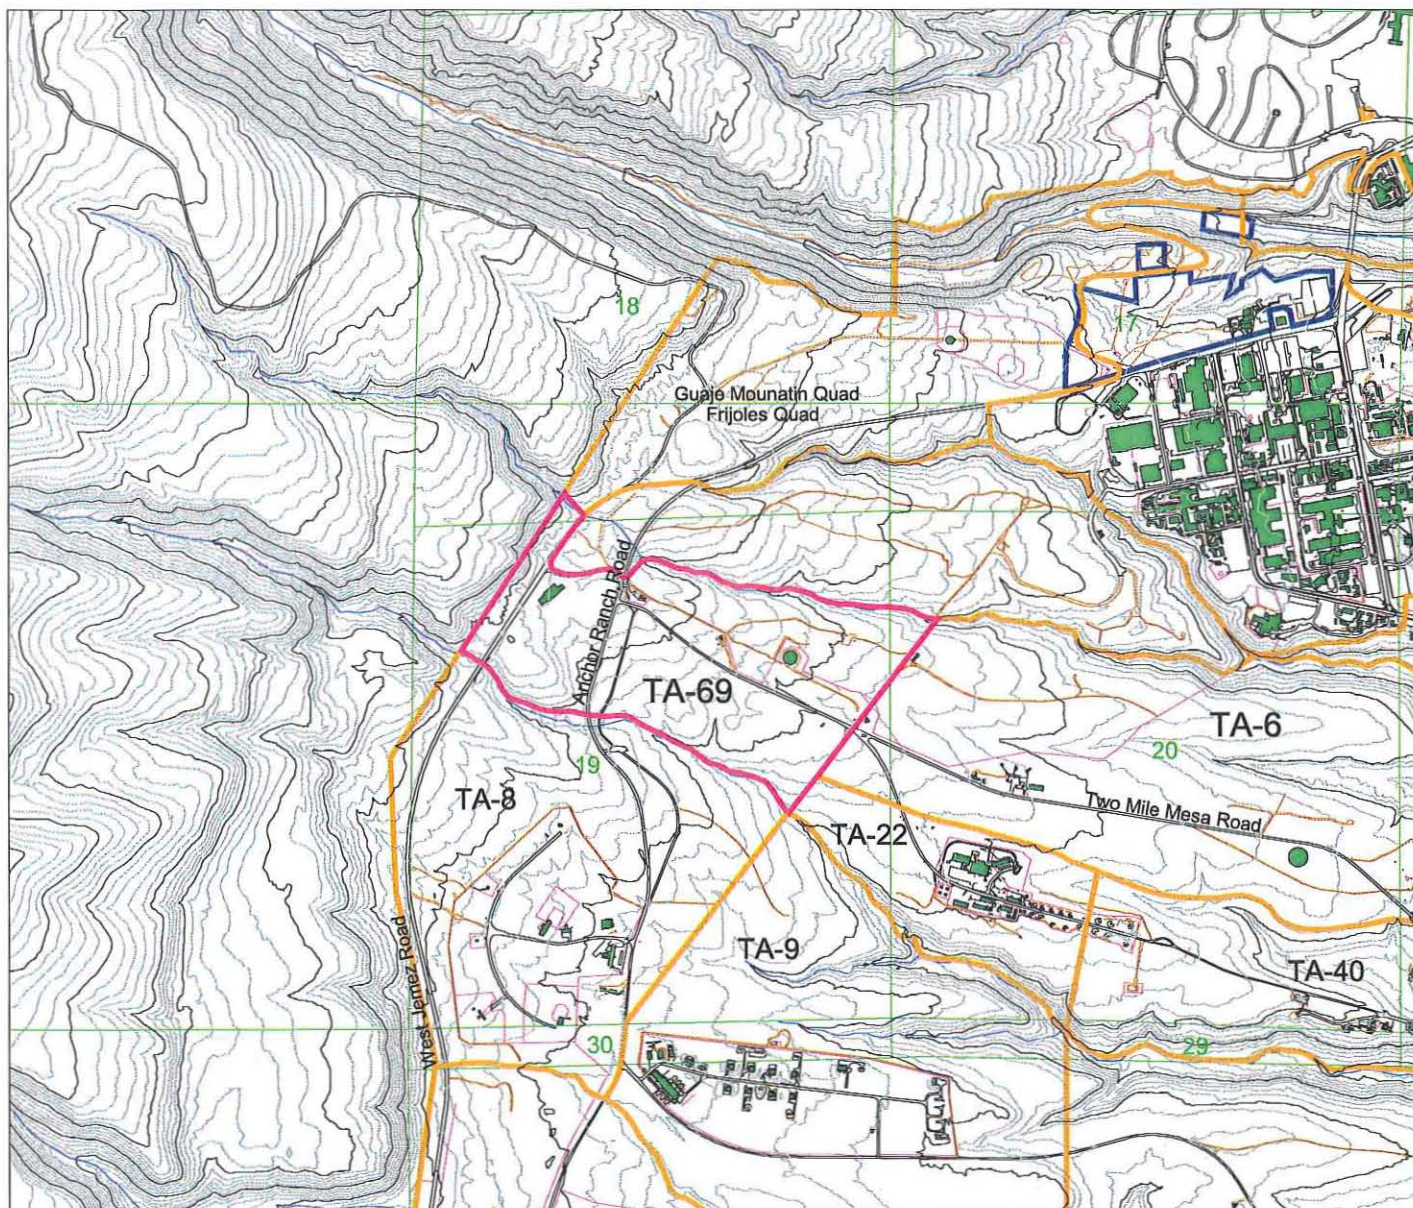 18
17
Guaje Mounatin Quad
Frijoles Quad
Anchor Ranch Road
TA-69
TA-6
20
19
TA-8
Two Mile Mesa Road
TA-22
West Jemez Road
TA-9
TA-40
30
29